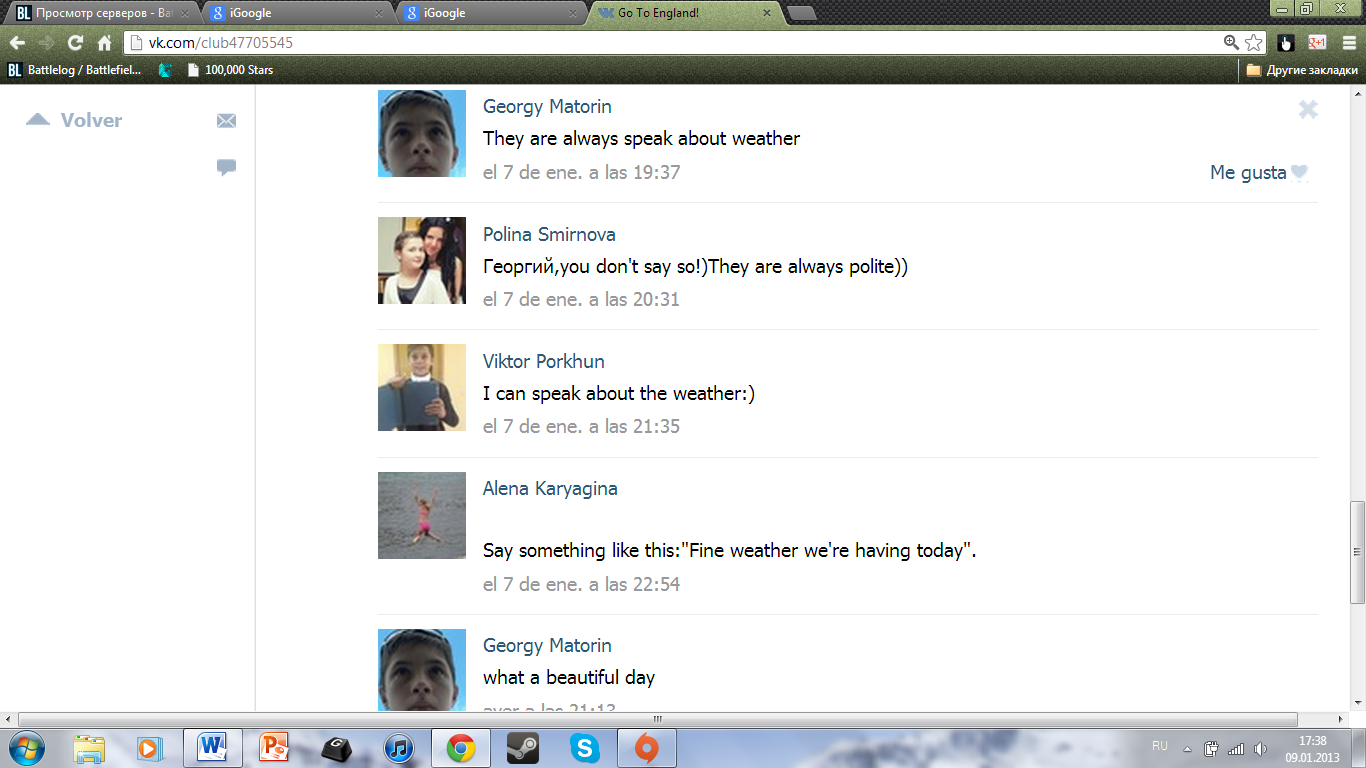 Просмотр серверов - Bat
iGoogle
iGoogle
Go To England!
vk.com/club47705545
Battlelog / Battlefiel...
100,000 Stars
Другие закладки
Volver
Georgy Matorin
They are always speak about weather
el 7 de ene. a las 19:37
Me gusta
Polina Smirnova
Георгий,you don't say so!)They are always polite))
el 7 de ene. a las 20:31
Viktor Porkhun
I can speak about the weather:)
el 7 de ene. a las 21:35
Alena Karyagina
Say something like this:"Fine weather we're having today".
el 7 de ene. a las 22:54
Georgy Matorin
what a beautiful day
ayer a las 21:13
RU
17:38
09.01.2013